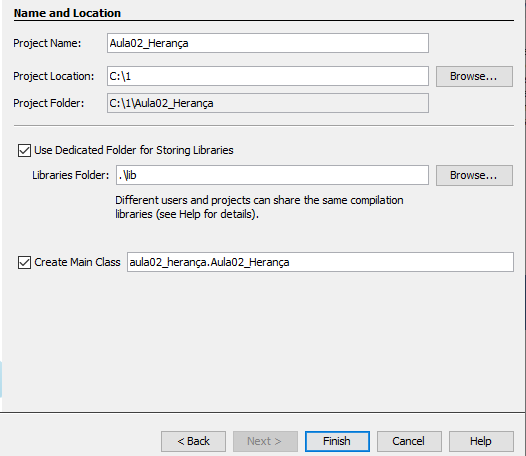 Name and Location
Project Name: Aula02_Herança
Project Location: C:\1 Browse...
Project Folder: C:\1\Aula02_Herança
Use Dedicated Folder for Storing Libraries
Libraries Folder: .\lib Browse...
Different users and projects can share the same compilation
libraries (see Help for details).
Create Main Class aula02_herança.Aula02_Herança
< Back Next > Finish Cancel Help